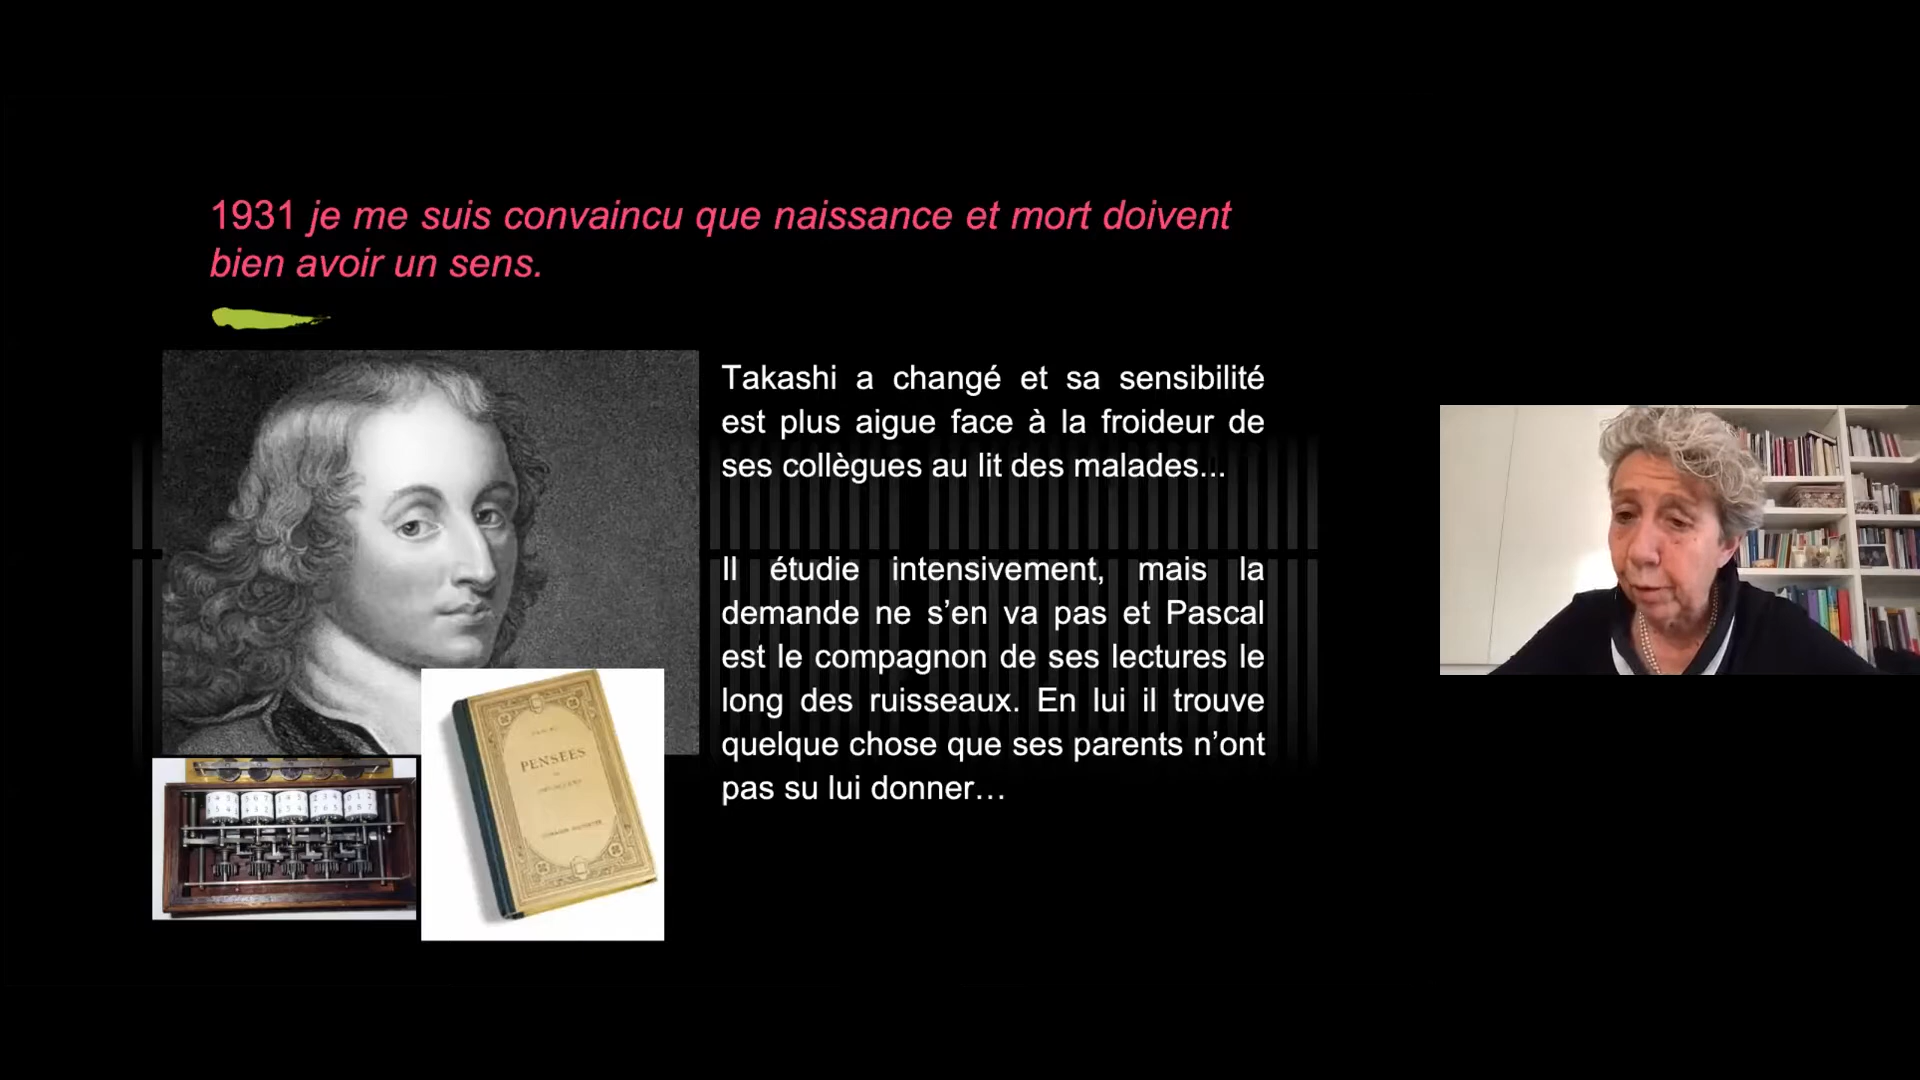 1931 je me suis convaincu que naissance et mort doivent
bien avoir un sens.
Takashi a changé et sa sensibilité
est plus aigue face à la froideur de
ses collègues au lit des malades...
Il étudie intensivement, mais la
demande ne s’en va pas et Pascal
est le compagnon de ses lectures le
long des ruisseaux. En lui il trouve
quelque chose que ses parents n’ont
pas su lui donner…
PENSÉES